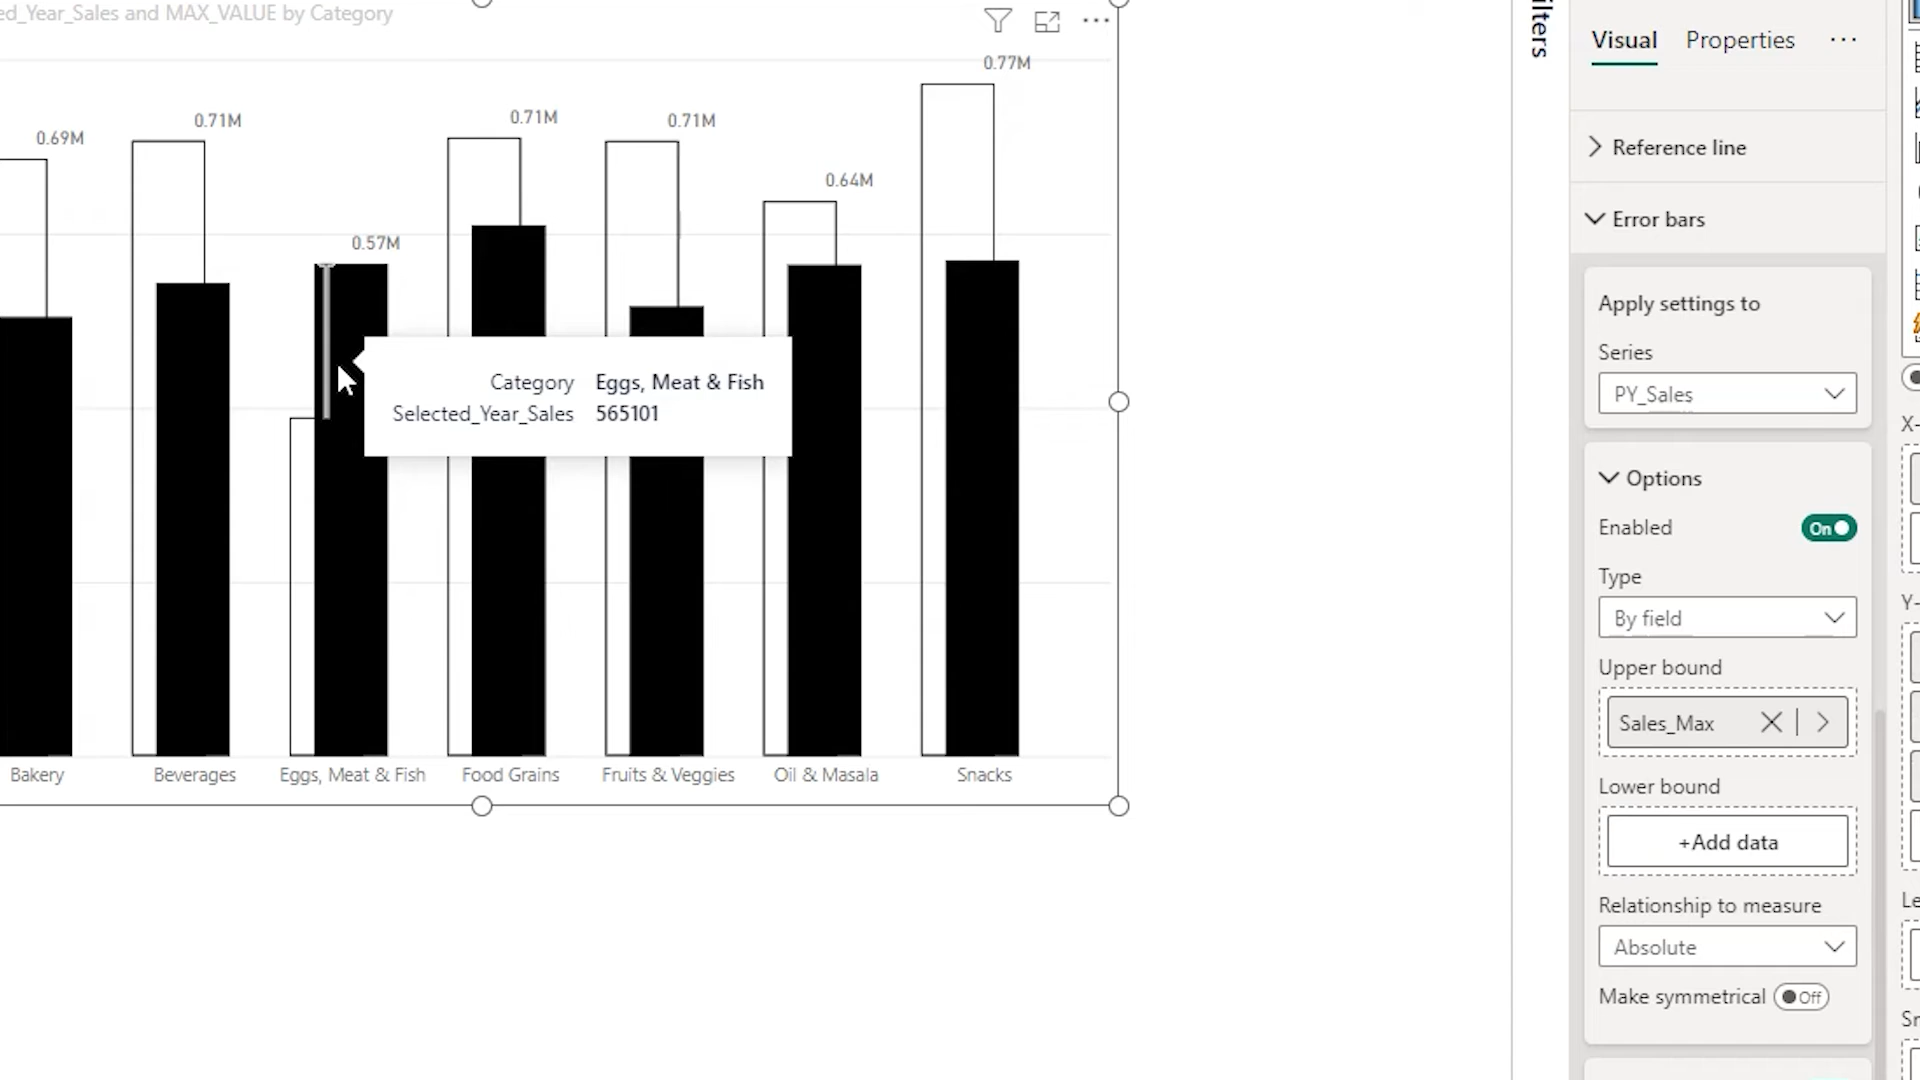 ed_Year_Sales and MAX_VALUE by Category
0.69M
0.71M
0.57M
0.71M
0.71M
0.64M
0.77M
Category Eggs, Meat & Fish
Selected_Year_Sales 565101
Bakery Beverages Eggs, Meat & Fish Food Grains Fruits & Veggies Oil & Masala Snacks
ilters
Visual Properties
Reference line
Error bars
Apply settings to
Series
PY_Sales
Options
Enabled On
Type
By field
Upper bound
Sales_Max
Lower bound
+Add data
Relationship to measure
Absolute
Make symmetrical Off
X-
Y-
Le